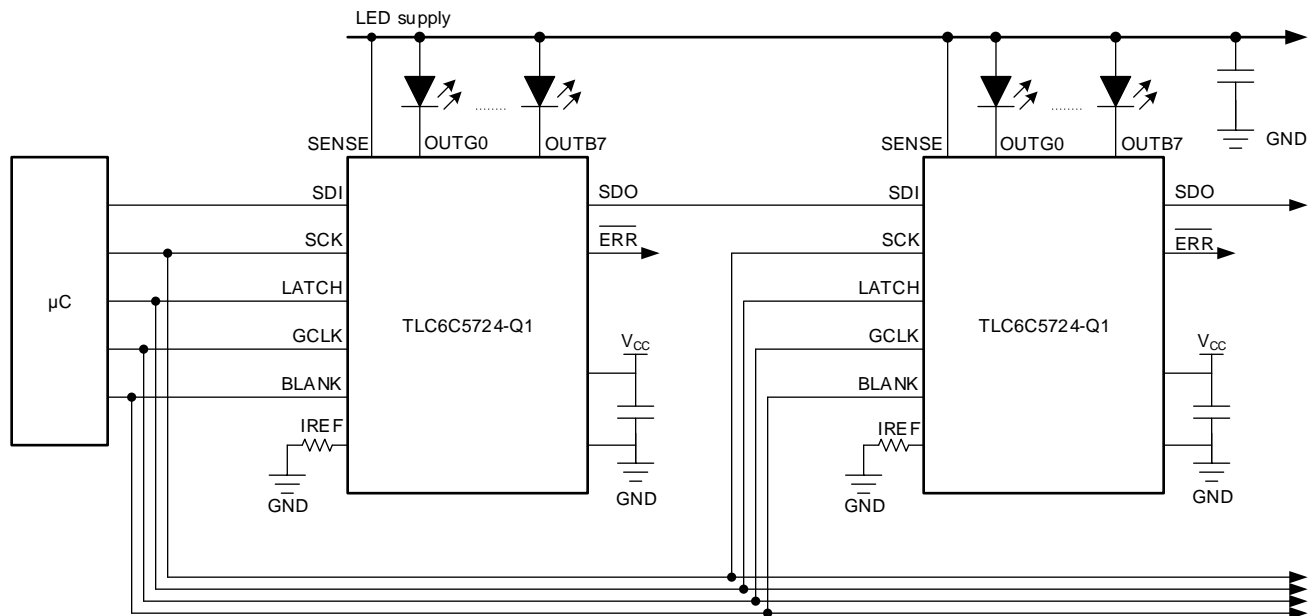 LED supply
SENSE
OUTG0
OUTB7
SENSE
OUTG0
OUTB7
GND
SDI
SDO
SDI
SDO
SCK
ERR
SCK
ERR
µC
LATCH
TLC6C5724-Q1
LATCH
TLC6C5724-Q1
GCLK
VCC
GCLK
VCC
BLANK
BLANK
IREF
IREF
GND
GND
GND
GND